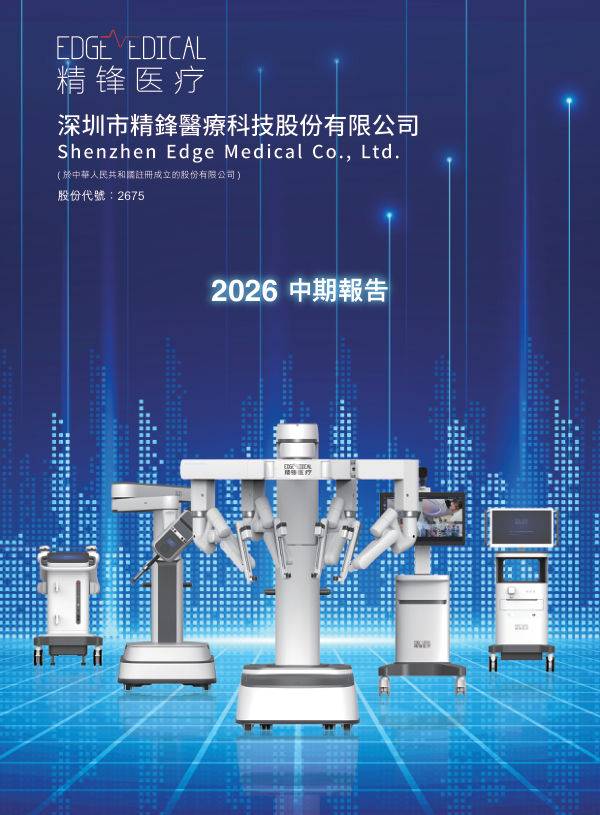 EDGE MEDICAL
精锋医疗
深圳市精鋒醫療科技股份有限公司
Shenzhen Edge Medical Co., Ltd.
( 於中華人民共和國註冊成立的股份有限公司 )
股份代號：2675
2026 中期報告
EDGE MEDICAL
精锋医疗